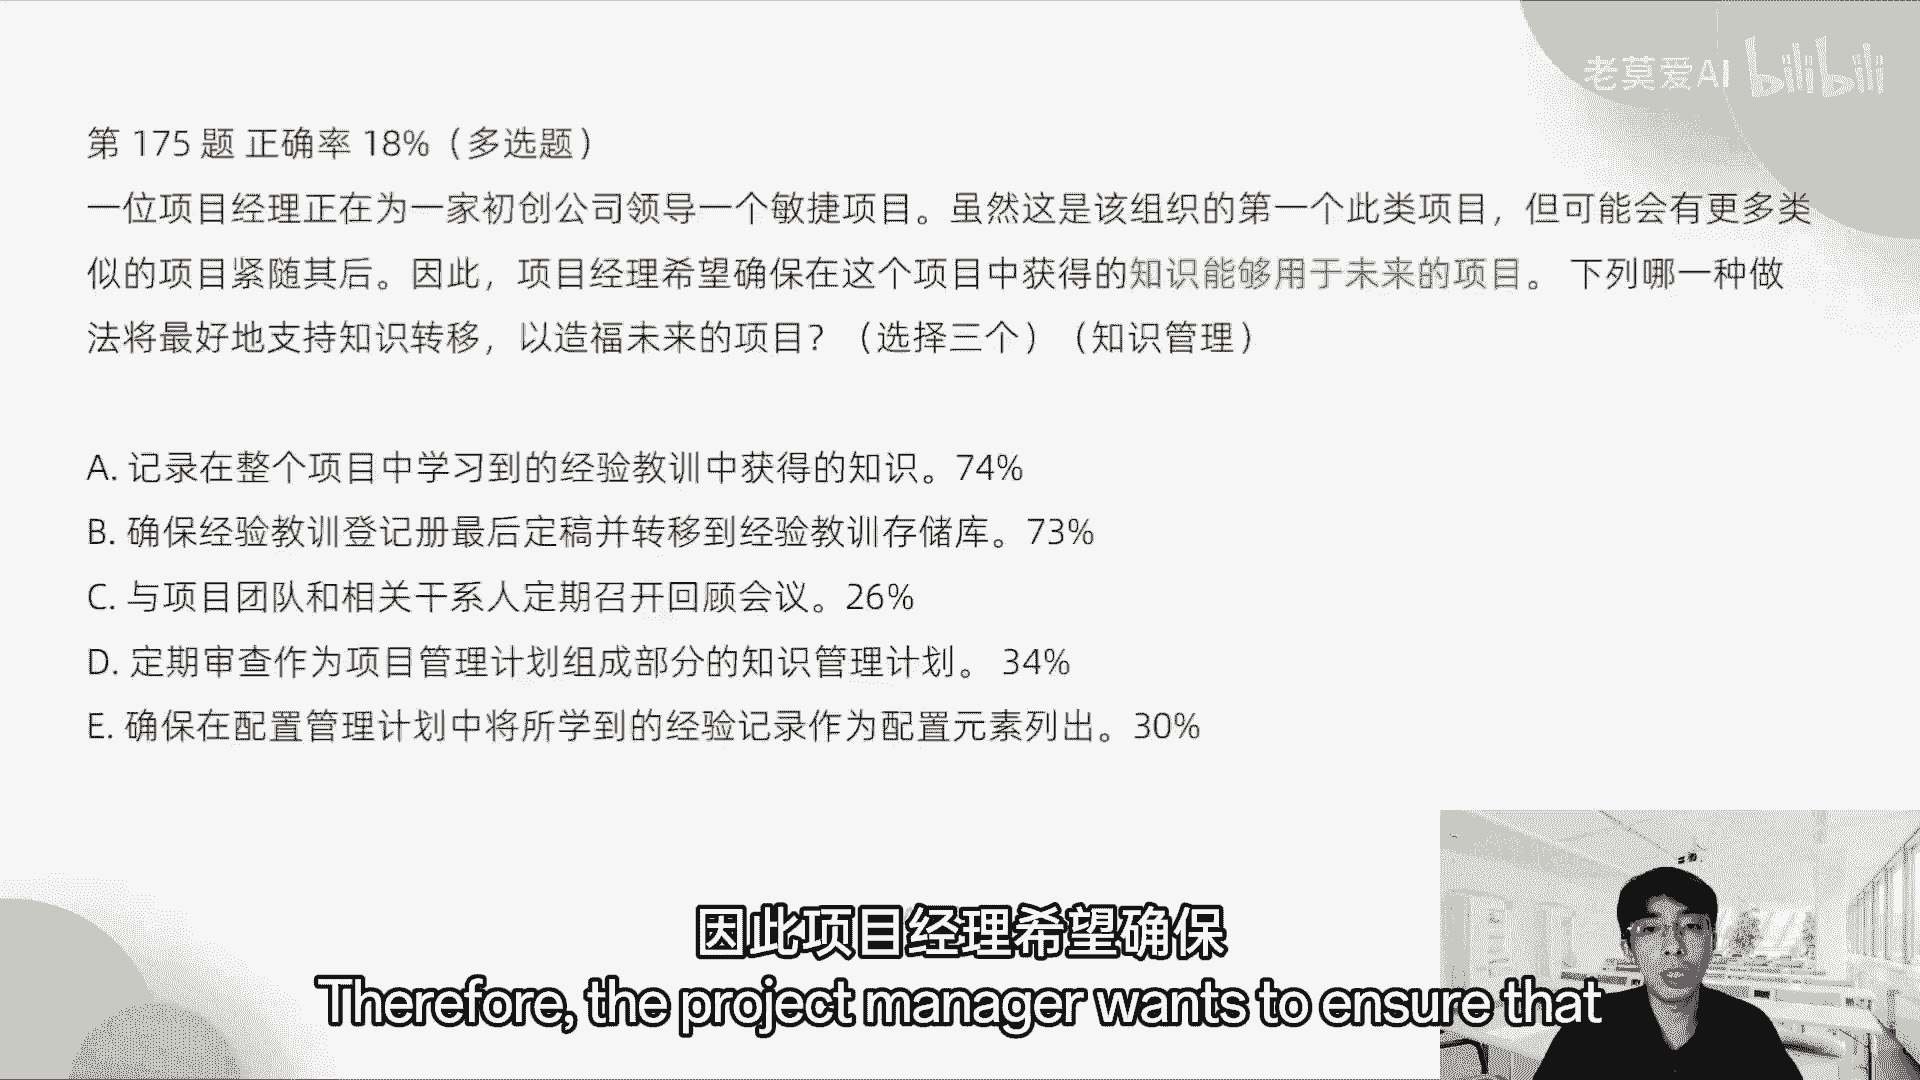 老莫爱AI bilibili
第 175 题 正确率 18%（多选题）
一位项目经理正在为一家初创公司领导一个敏捷项目。虽然这是该组织的第一个此类项目，但可能会有更多类
似的项目紧随其后。因此，项目经理希望确保在这个项目中获得的知识能够用于未来的项目。 下列哪一种做
法将最好地支持知识转移，以造福未来的项目？（选择三个）（知识管理）
A. 记录在整个项目中学习到的经验教训中获得的知识。74%
B. 确保经验教训登记册最后定稿并转移到经验教训存储库。73%
C. 与项目团队和相关干系人定期召开回顾会议。26%
D. 定期审查作为项目管理计划组成部分的知识管理计划。 34%
E. 确保在配置管理计划中将所学到的经验记录作为配置元素列出。30%
因此项目经理希望确保
Therefore, the project manager wants to ensure that